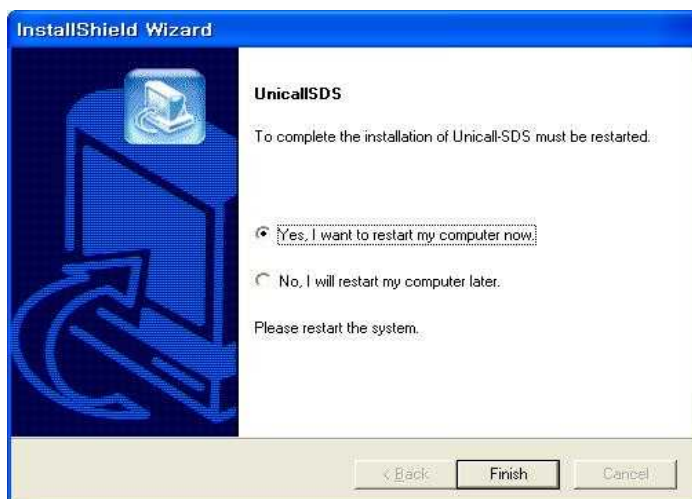 InstallShield Wizard
UnicallSDS
To complete the installation of Unicall-SDS must be restarted.
Yes, I want to restart my computer now.
No, I will restart my computer later.
Please restart the system.
< Back
Finish
Cancel